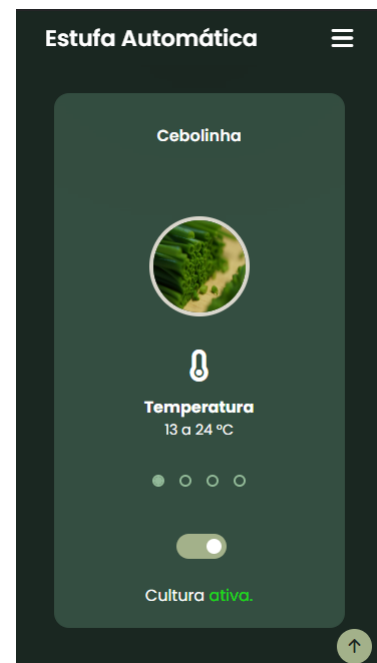 Estufa Automática
Cebolinha
Temperatura
13 a 24 ºC
Cultura ativa.